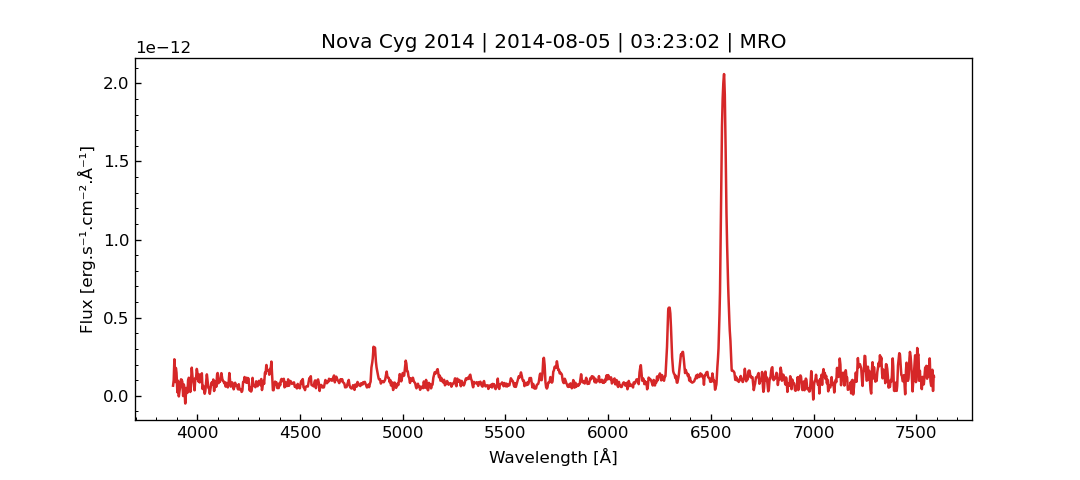 Nova Cyg 2014 | 2014-08-05 | 03:23:02 | MRO
1e−12
2.0
1.5
1.0
0.5
0.0
Flux [erg.s⁻¹.cm⁻².Å⁻¹]
4000 4500 5000 5500 6000 6500 7000 7500
Wavelength [Å]